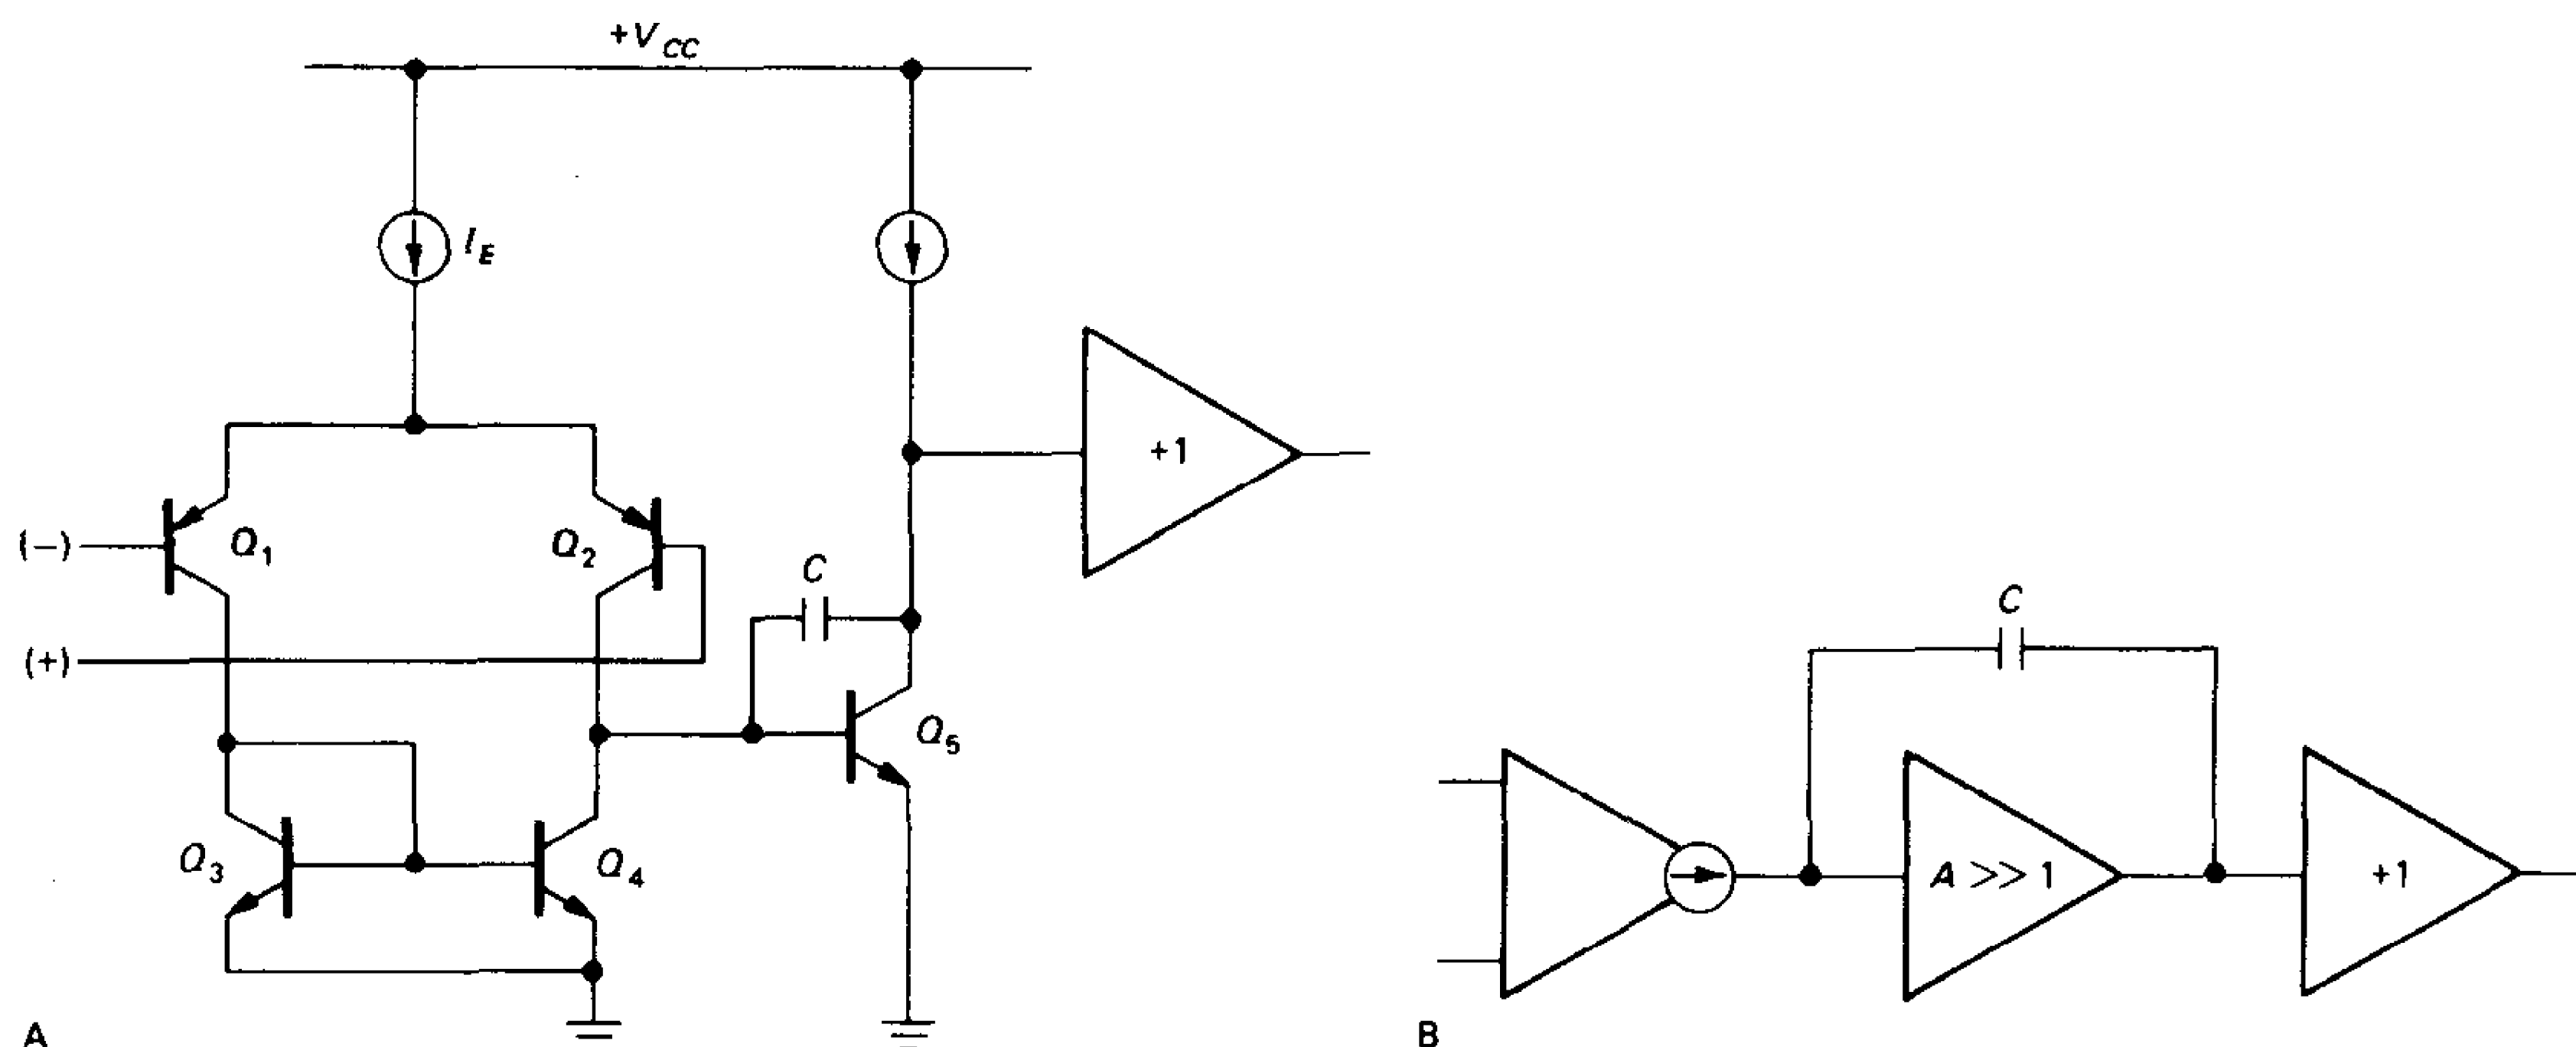 +V_CC
I_E
+1
(−)
Q_1
Q_2
C
(+)
Q_5
Q_3
Q_4
A
C
A >> 1
+1
B